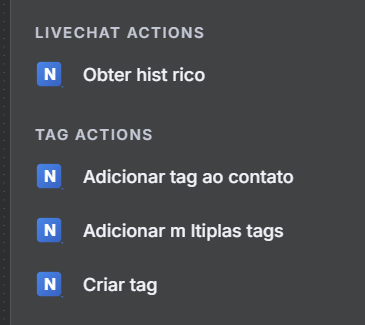 LIVECHAT ACTIONS
N Obter hist rico
TAG ACTIONS
N Adicionar tag ao contato
N Adicionar m ltiplas tags
N Criar tag